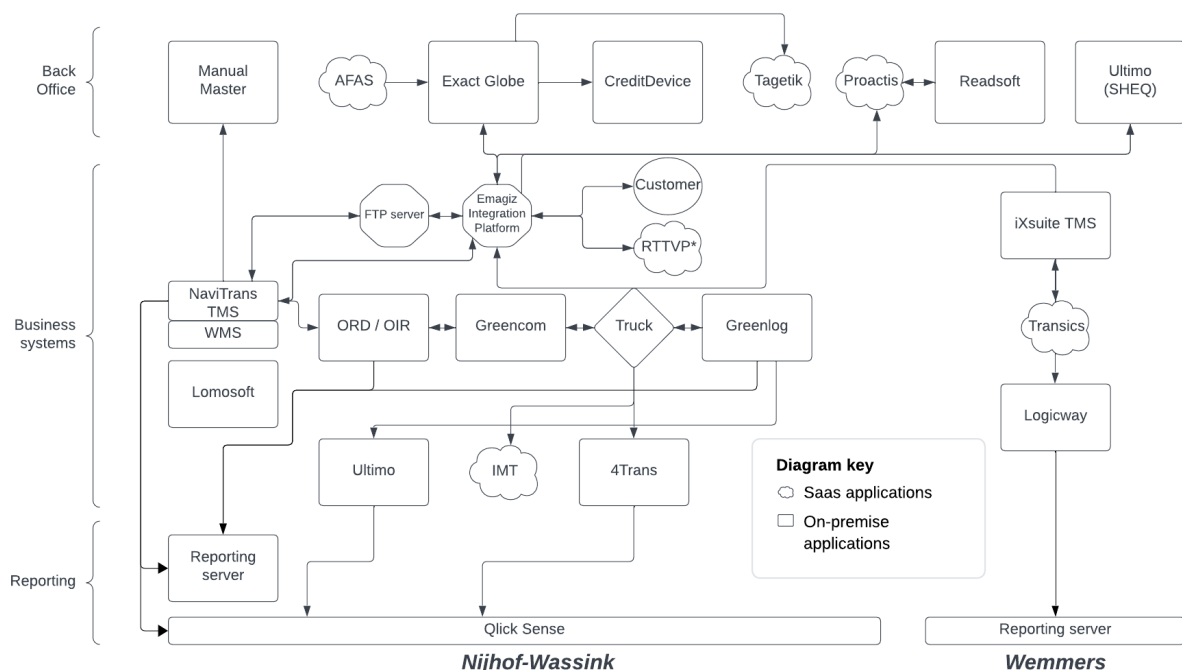 Back
Office
Manual
Master
AFAS
Exact Globe
CreditDevice
Tagetik
Proactis
Readsoft
Ultimo
(SHEQ)
Business
systems
FTP server
Emagiz
Integration
Platform
Customer
RTTVP*
iXsuite TMS
NaviTrans
TMS
WMS
ORD / OIR
Greencom
Truck
Greenlog
Transics
Lomosoft
Logicway
Ultimo
IMT
4Trans
Diagram key
Saas applications
On-premise
applications
Reporting
Reporting
server
Qlick Sense
Reporting server
Nijhof-Wassink
Wemmers